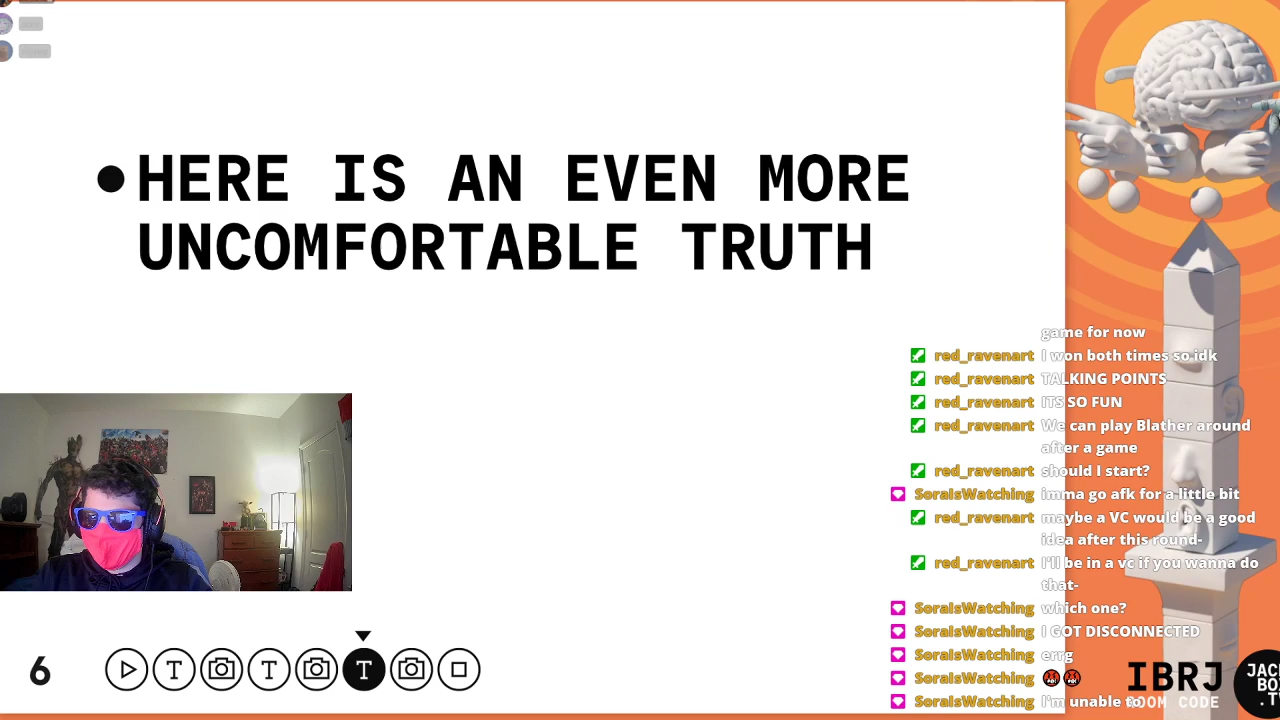 •HERE IS AN EVEN MORE
UNCOMFORTABLE TRUTH
game for now
red_ravenart I won both times so idk
red_ravenart TALKING POINTS
red_ravenart ITS SO FUN
red_ravenart We can play Blather around
after a game
red_ravenart should I start?
SoraIsWatching imma go afk for a little bit
red_ravenart maybe a VC would be a good
idea after this round-
red_ravenart I'll be in a vc if you wanna do
that-
SoraIsWatching which one?
SoraIsWatching I GOT DISCONNECTED
SoraIsWatching errg
SoraIsWatching
SoraIsWatching I'm unable to
6
T
T
T
IBRJ
ROOM CODE